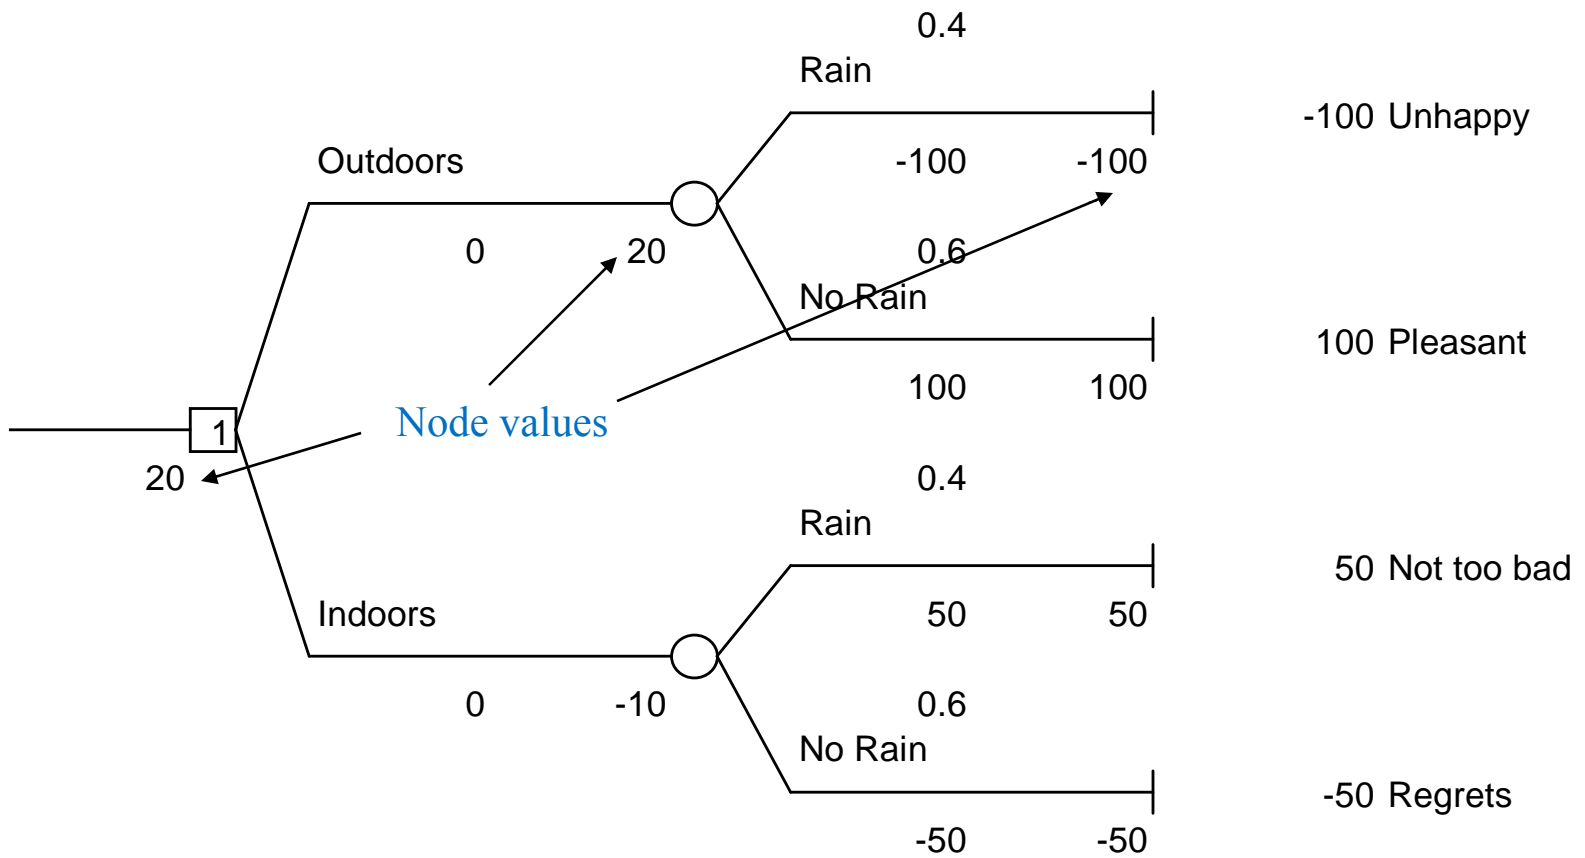 0.4
Rain
-100 Unhappy
Outdoors
-100 -100
0 20
0.6
No Rain
100 Pleasant
100 100
Node values
1
20
0.4
Rain
50 Not too bad
Indoors
50 50
0 -10
0.6
No Rain
-50 Regrets
-50 -50